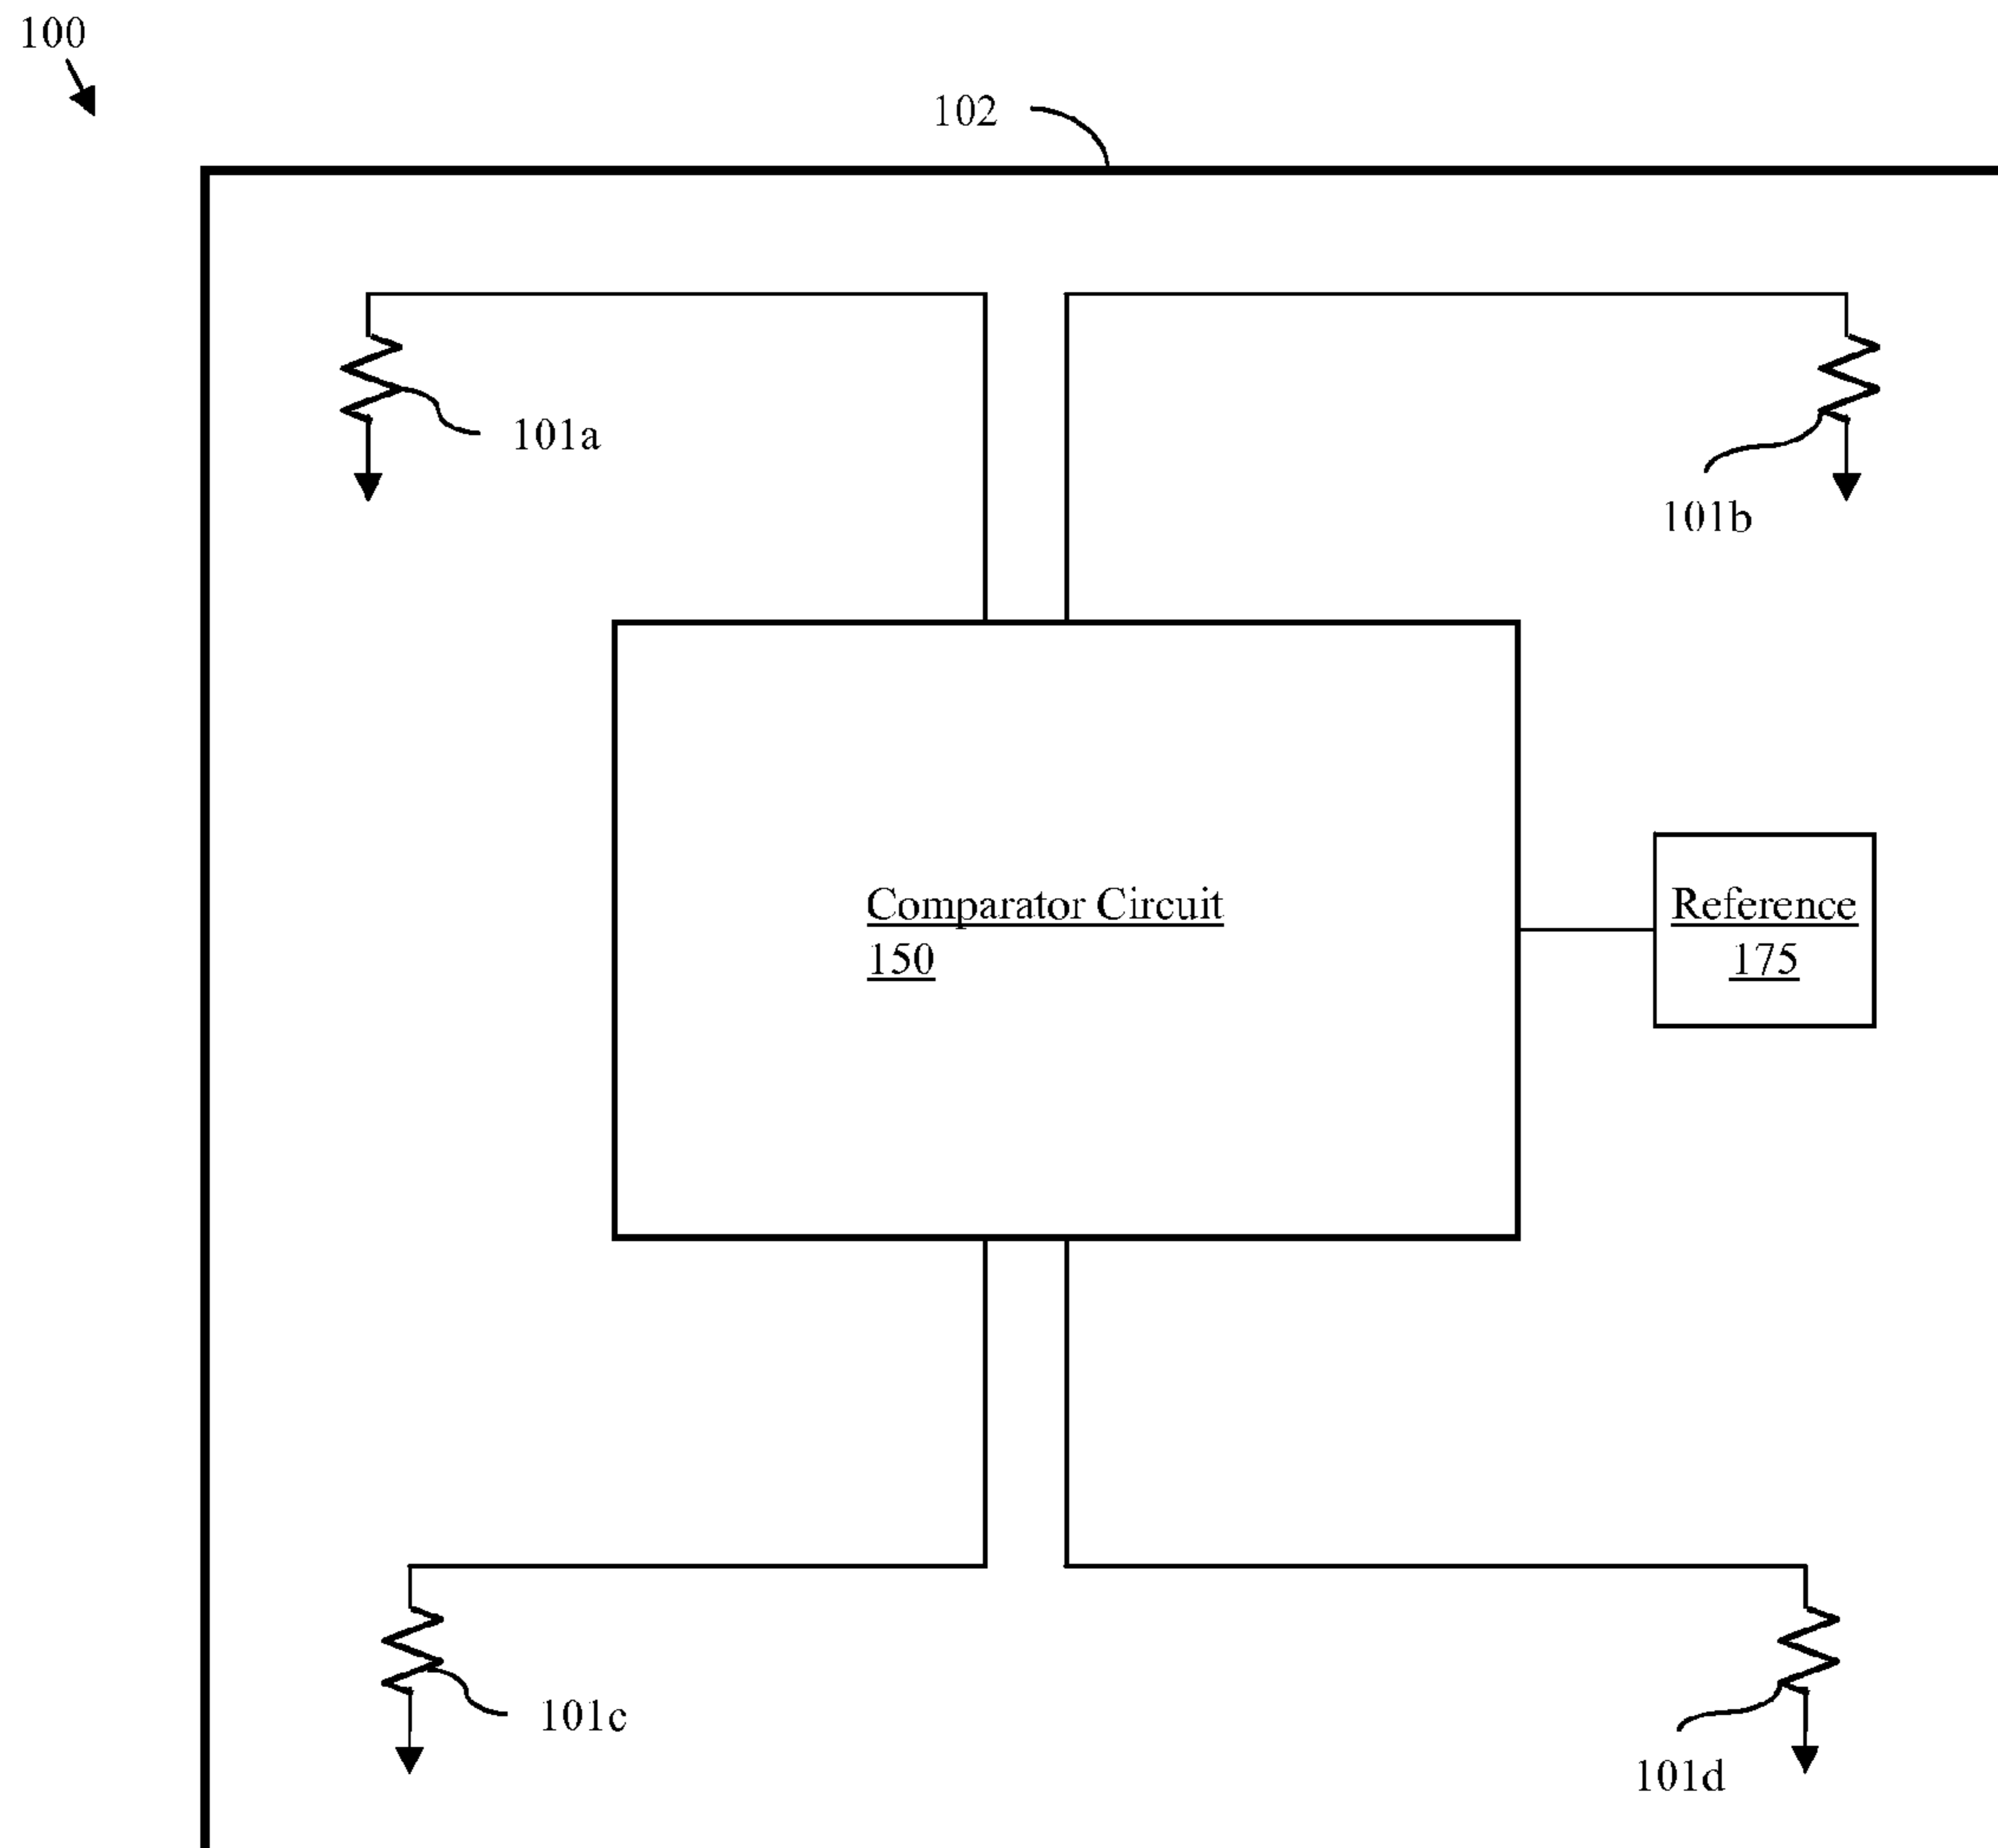 100
102
101a
101b
Comparator Circuit
150
Reference
175
101c
101d